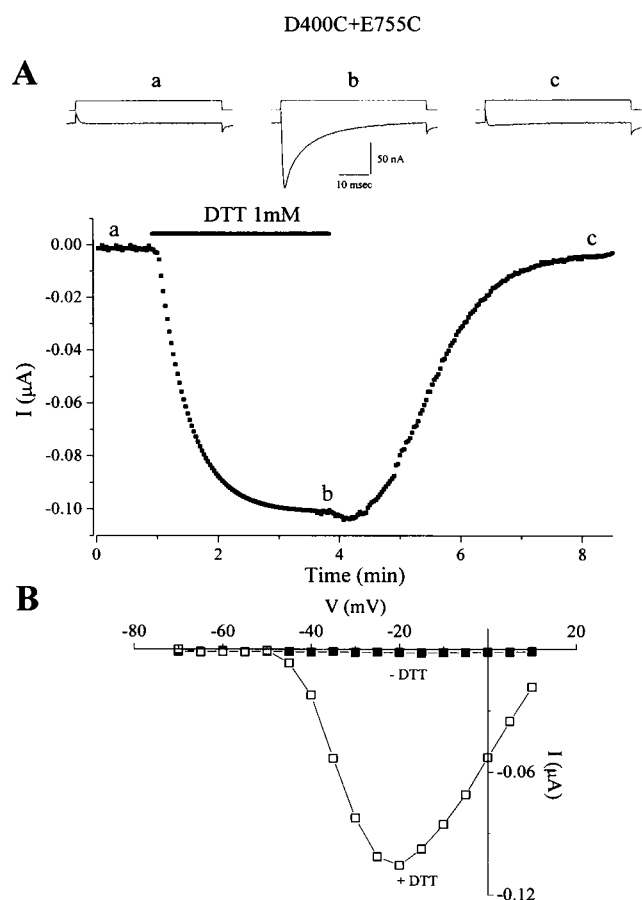 D400C+E755C
A
a b c
50 nA
10 msec
DTT 1mM
a
c
b
0.00
-0.02
-0.04
-0.06
-0.08
-0.10
I (μA)
0 2 4 6 8
Time (min)
B
V (mV)
-80 -60 -40 -20 20
- DTT
-0.06
I (μA)
+ DTT
-0.12